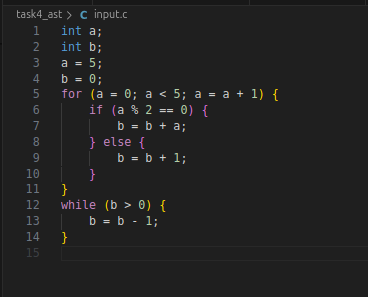 task4_ast > C input.c
1 int a;
2 int b;
3 a = 5;
4 b = 0;
5 for (a = 0; a < 5; a = a + 1) {
6     if (a % 2 == 0) {
7         b = b + a;
8     } else {
9         b = b + 1;
10     }
11 }
12 while (b > 0) {
13     b = b - 1;
14 }
15